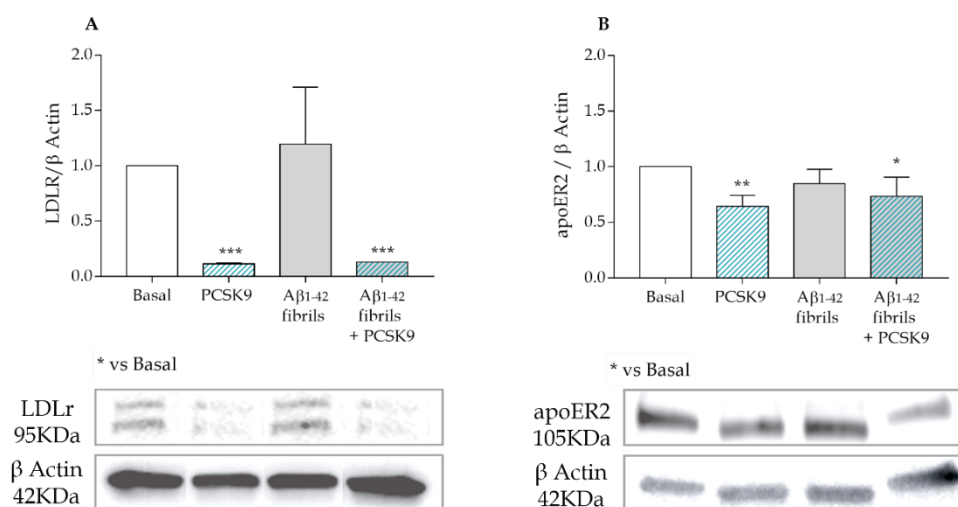 A
LDLR/β Actin
2.0
1.5
1.0
0.5
0.0
***
***
Basal
PCSK9
Aβ1-42
fibrils
Aβ1-42
fibrils
+ PCSK9
* vs Basal
LDLr
95KDa
β Actin
42KDa
B
apoER2 / β Actin
2.0
1.5
1.0
0.5
0.0
**
*
Basal
PCSK9
Aβ1-42
fibrils
Aβ1-42
fibrils
+ PCSK9
* vs Basal
apoER2
105KDa
β Actin
42KDa